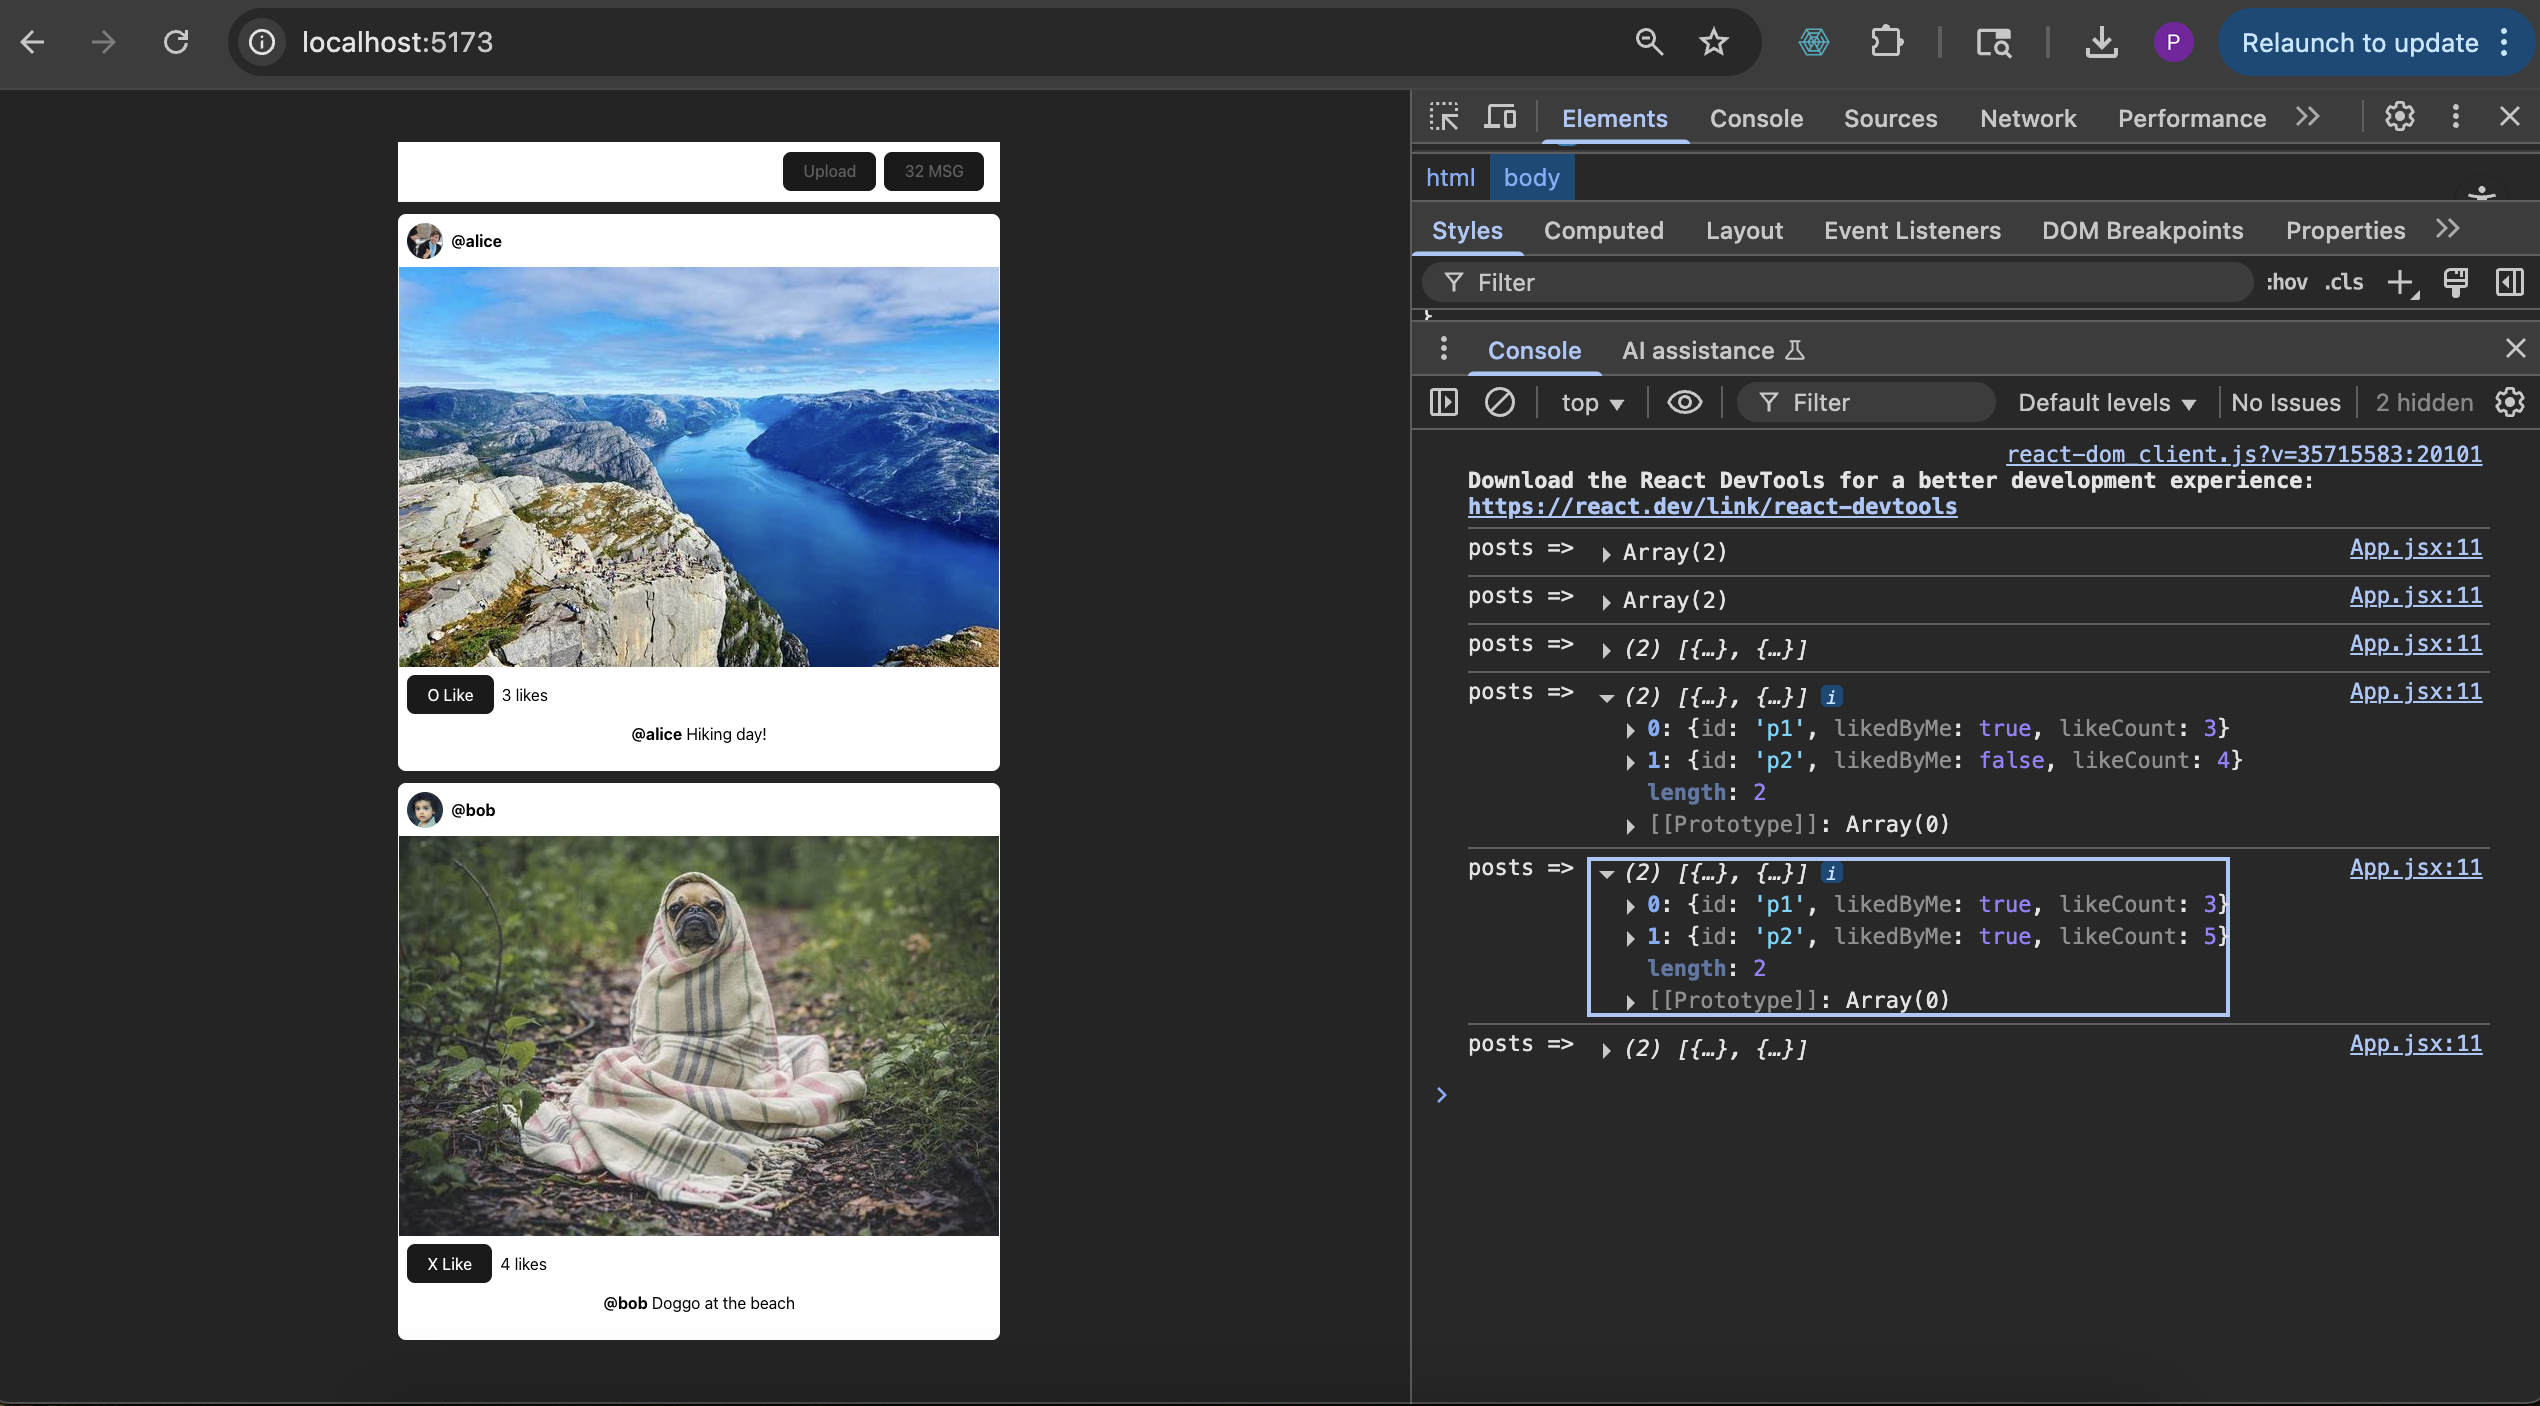 localhost:5173
P
Relaunch to update
Upload
32 MSG
@alice
O Like
3 likes
@alice Hiking day!
@bob
X Like
4 likes
@bob Doggo at the beach
Elements
Console
Sources
Network
Performance
html
body
Styles
Computed
Layout
Event Listeners
DOM Breakpoints
Properties
Filter
:hov
.cls
}
Console
AI assistance
top
Filter
Default levels
No Issues
2 hidden
react-dom_client.js?v=35715583:20101
Download the React DevTools for a better development experience:
https://react.dev/link/react-devtools
posts => Array(2) App.jsx:11
posts => Array(2) App.jsx:11
posts => (2) [{…}, {…}] App.jsx:11
posts => (2) [{…}, {…}] i App.jsx:11
0: {id: 'p1', likedByMe: true, likeCount: 3}
1: {id: 'p2', likedByMe: false, likeCount: 4}
length: 2
[[Prototype]]: Array(0)
posts => (2) [{…}, {…}] i App.jsx:11
0: {id: 'p1', likedByMe: true, likeCount: 3}
1: {id: 'p2', likedByMe: true, likeCount: 5}
length: 2
[[Prototype]]: Array(0)
posts => (2) [{…}, {…}] App.jsx:11